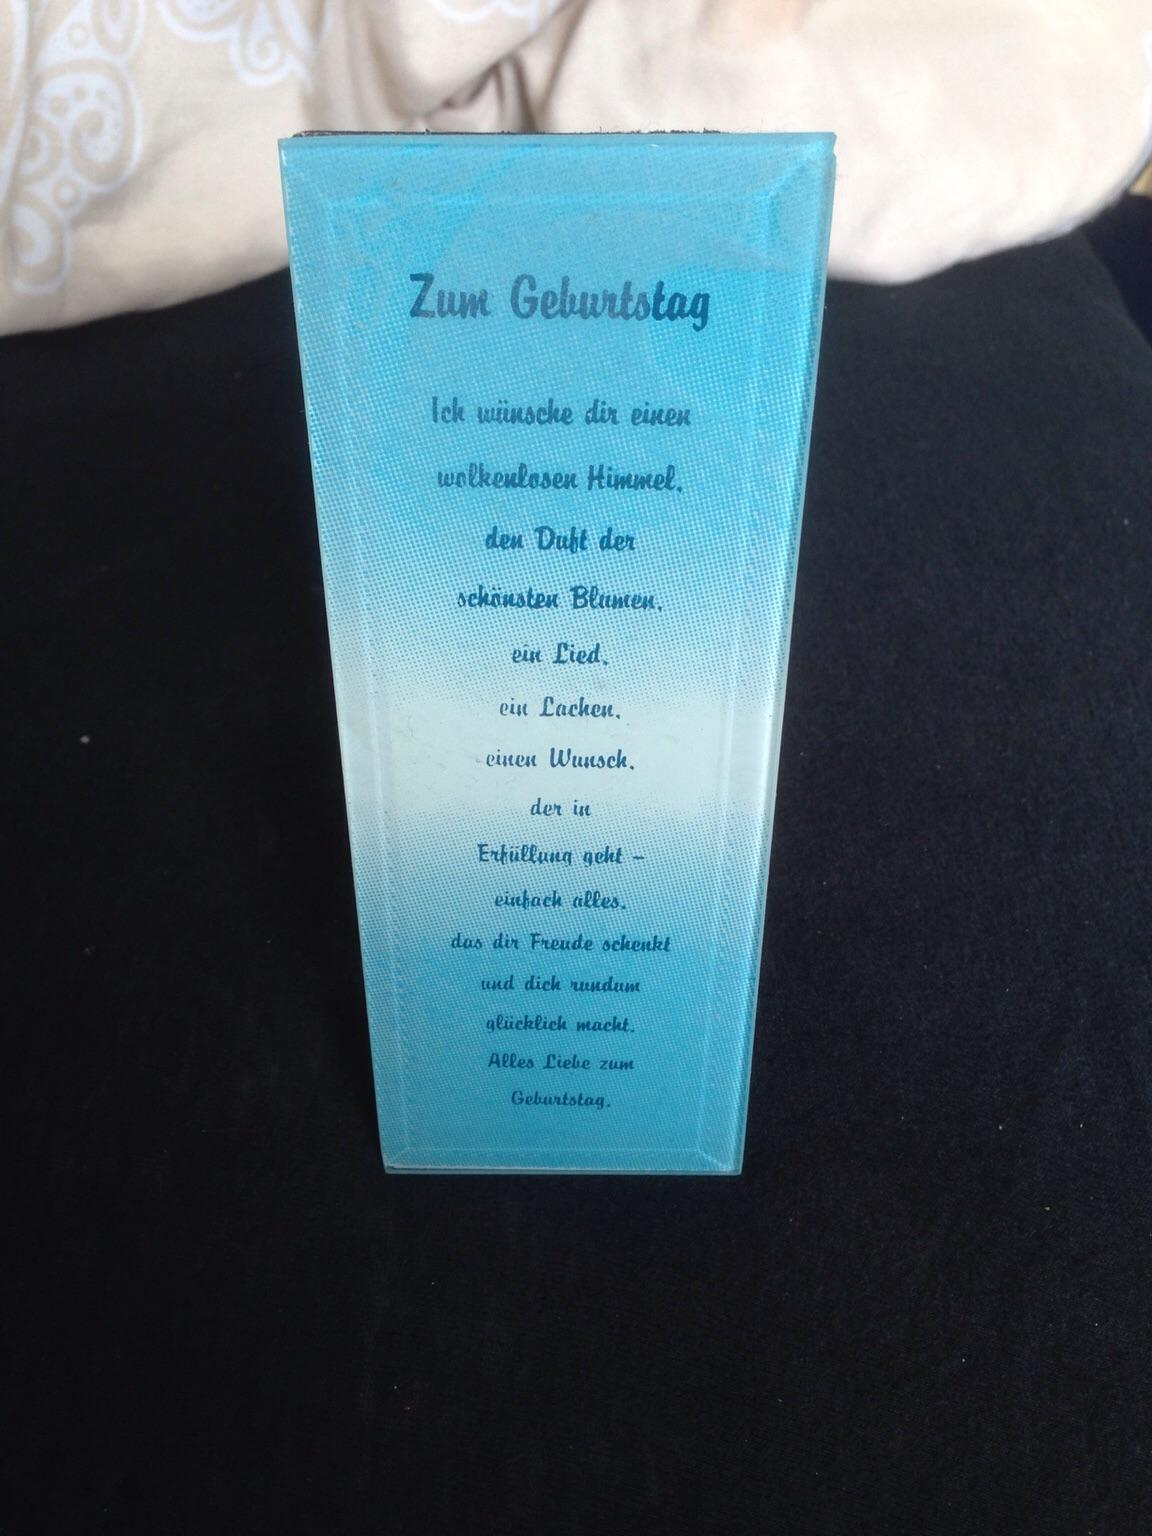 Zum Geburtstag
Ich wünsche dir einen
wolkenlosen Himmel,
den Duft der
schönsten Blumen,
ein Lied,
ein Lachen,
einen Wunsch,
der in
Erfüllung geht –
einfach alles,
das dir Freude schenkt
und dich rundum
glücklich macht.
Alles Liebe zum
Geburtstag.